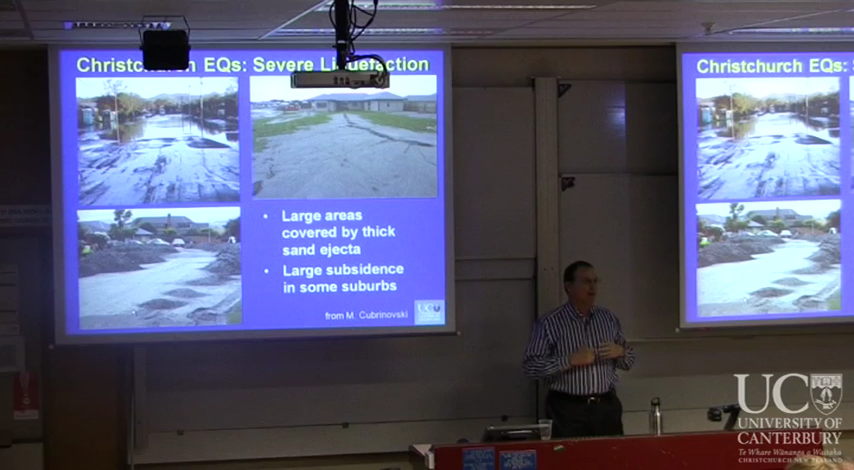 Christchurch EQs: Severe Liquefaction
• Large areas
covered by thick
sand ejecta
• Large subsidence
in some suburbs
from M. Cubrinovski
UC
Christchurch EQs: S
UC
UNIVERSITY OF
CANTERBURY
Te Whare Wānanga o Waitaha
CHRISTCHURCH NEW ZEALAND